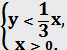 y < 1/3 x,
x > 0.